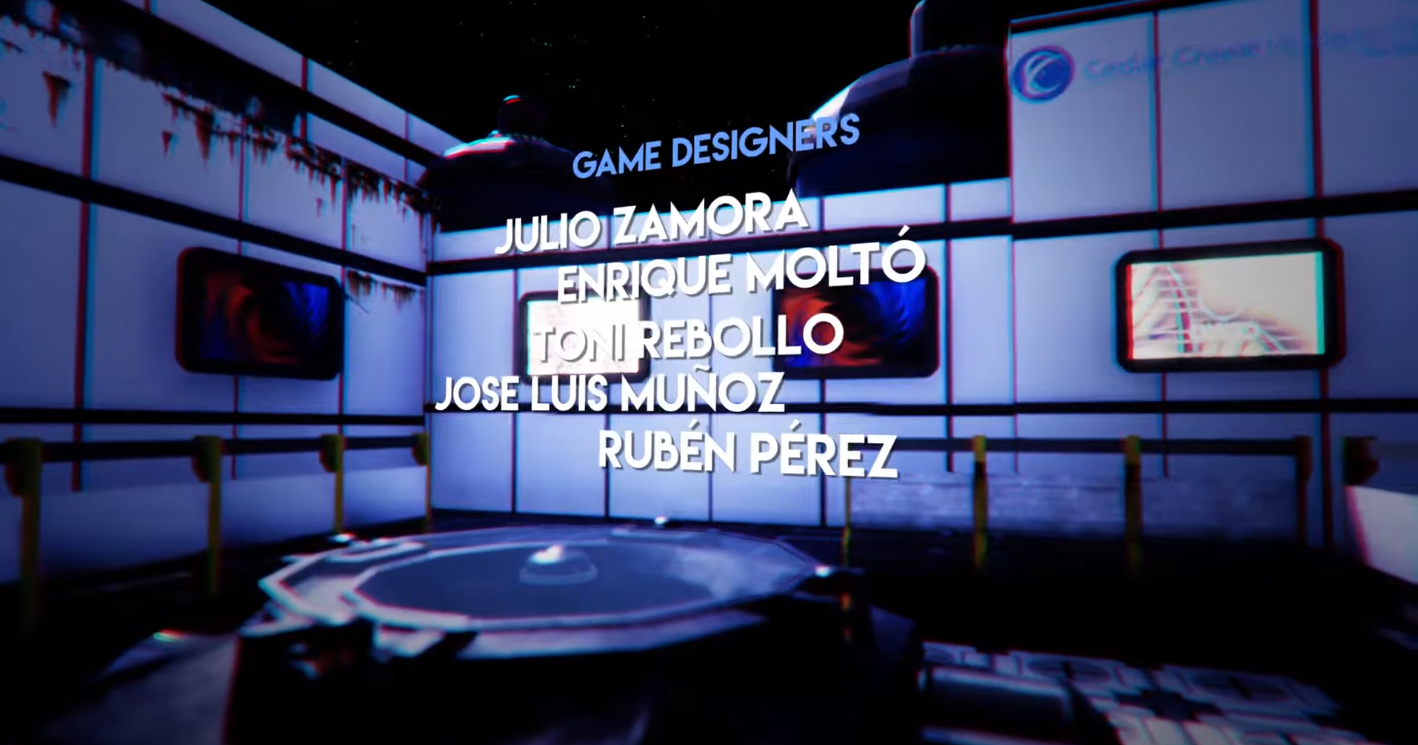 GAME DESIGNERS
JULIO ZAMORA
ENRIQUE MOLTÓ
TONI REBOLLO
JOSE LUIS MUÑOZ
RUBÉN PÉREZ